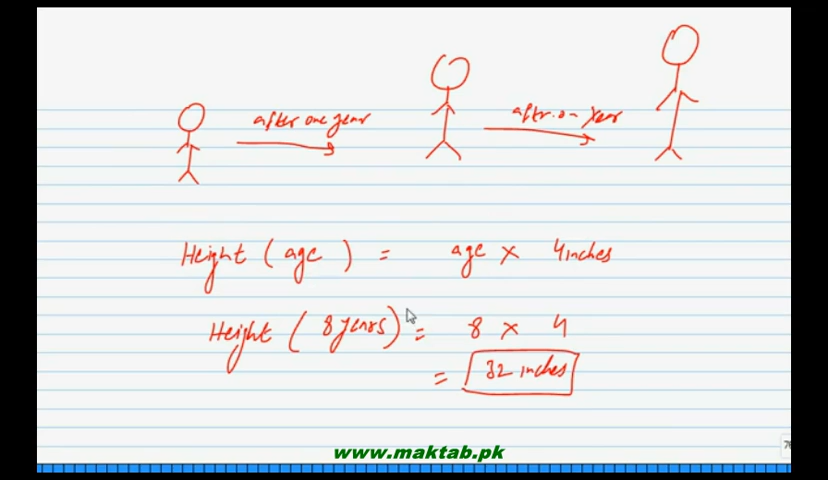 after one year
after on Year
Height ( age ) = age × 4 inches
Height ( 8 years ) = 8 × 4
= 32 inches
www.maktab.pk